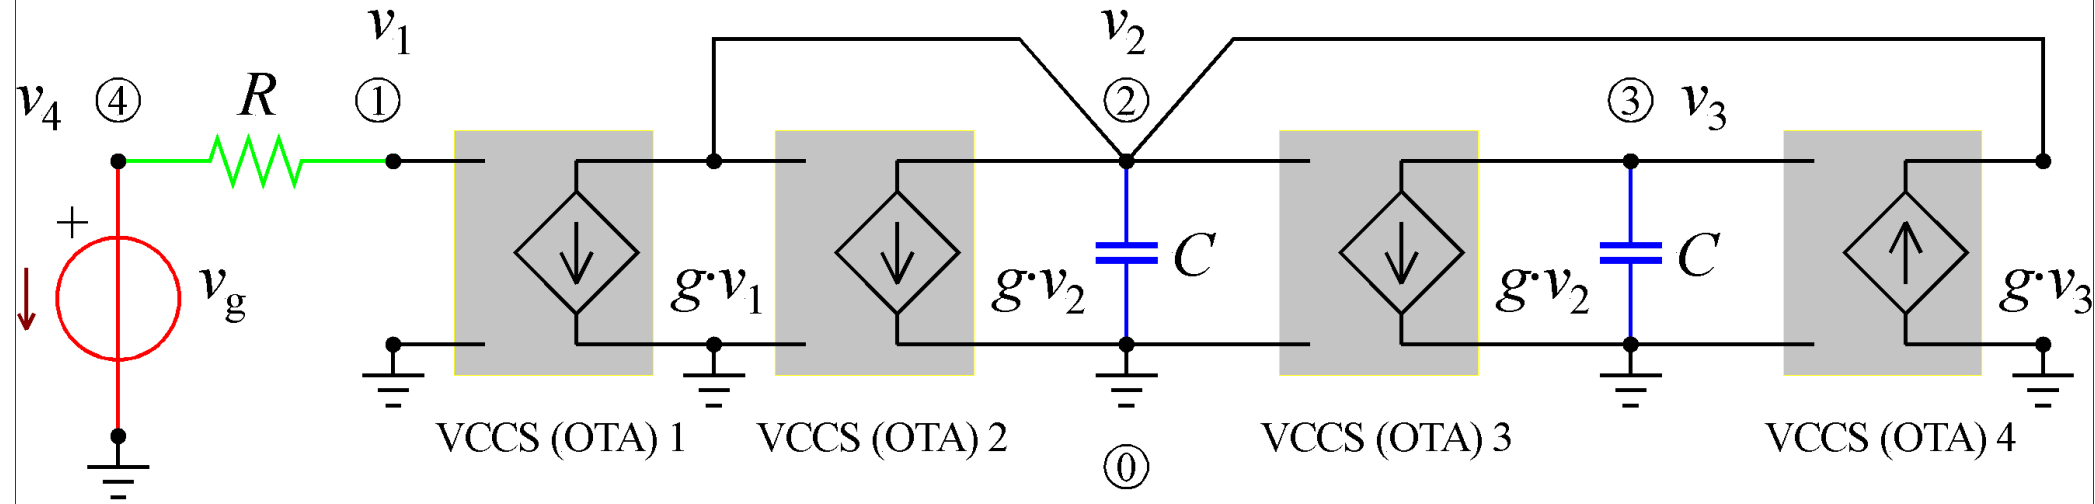 v₁ v₂
v₄ ④ R ① ② ③ v₃
+ v_g g·v₁ g·v₂ C g·v₂ C g·v₃
VCCS (OTA) 1 VCCS (OTA) 2 VCCS (OTA) 3 VCCS (OTA) 4
⓪